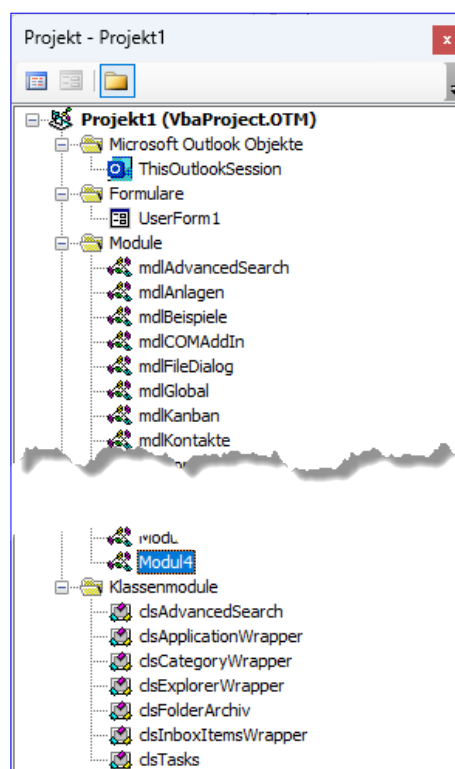 Projekt - Projekt1
x
Projekt1 (VbaProject.OTM)
Microsoft Outlook Objekte
ThisOutlookSession
Formulare
UserForm1
Module
mdlAdvancedSearch
mdlAnlagen
mdlBeispiele
mdlCOMAddIn
mdlFileDialog
mdlGlobal
mdlKanban
mdlKontakte
Modul4
Klassenmodule
clsAdvancedSearch
clsApplicationWrapper
clsCategoryWrapper
clsExplorerWrapper
clsFolderArchiv
clsInboxItemsWrapper
clsTasks